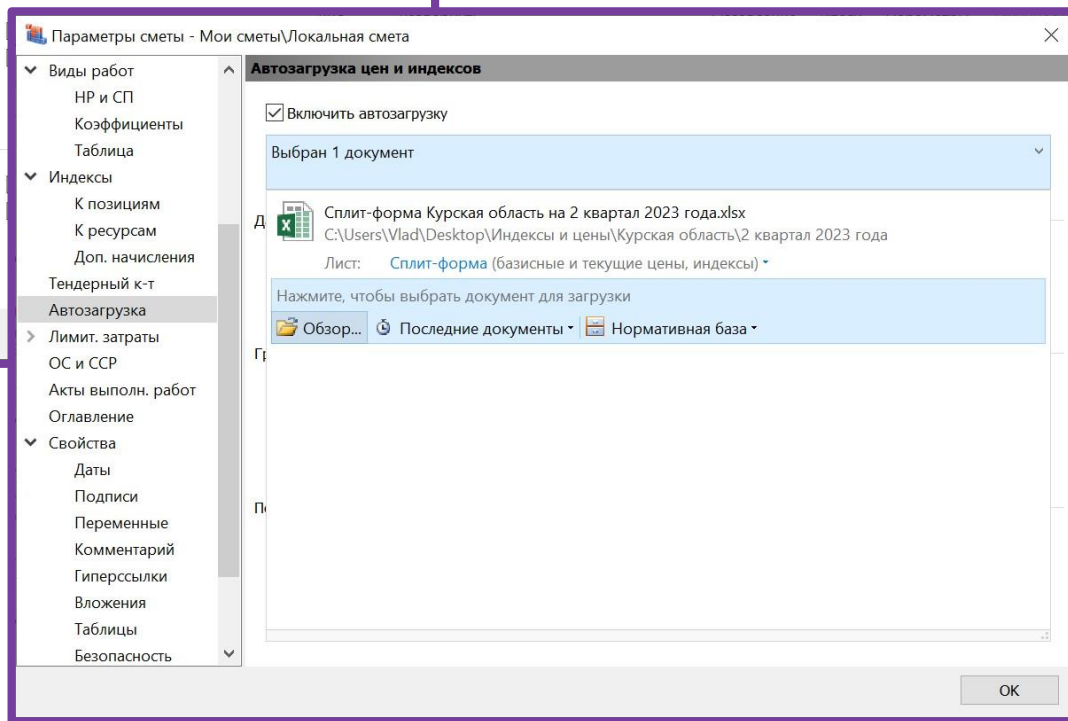 Параметры сметы - Мои сметы\Локальная смета
Виды работ
НР и СП
Коэффициенты
Таблица
Индексы
К позициям
К ресурсам
Доп. начисления
Тендерный к-т
Автозагрузка
Лимит. затраты
ОС и ССР
Акты выполн. работ
Оглавление
Свойства
Даты
Подписи
Переменные
Комментарий
Гиперссылки
Вложения
Таблицы
Безопасность
Автозагрузка цен и индексов
Включить автозагрузку
Выбран 1 документ
Сплит-форма Курская область на 2 квартал 2023 года.xlsx
C:\Users\Vlad\Desktop\Индексы и цены\Курская область\2 квартал 2023 года
Лист: Сплит-форма (базисные и текущие цены, индексы)
Нажмите, чтобы выбрать документ для загрузки
Обзор... Последние документы Нормативная база
ОК